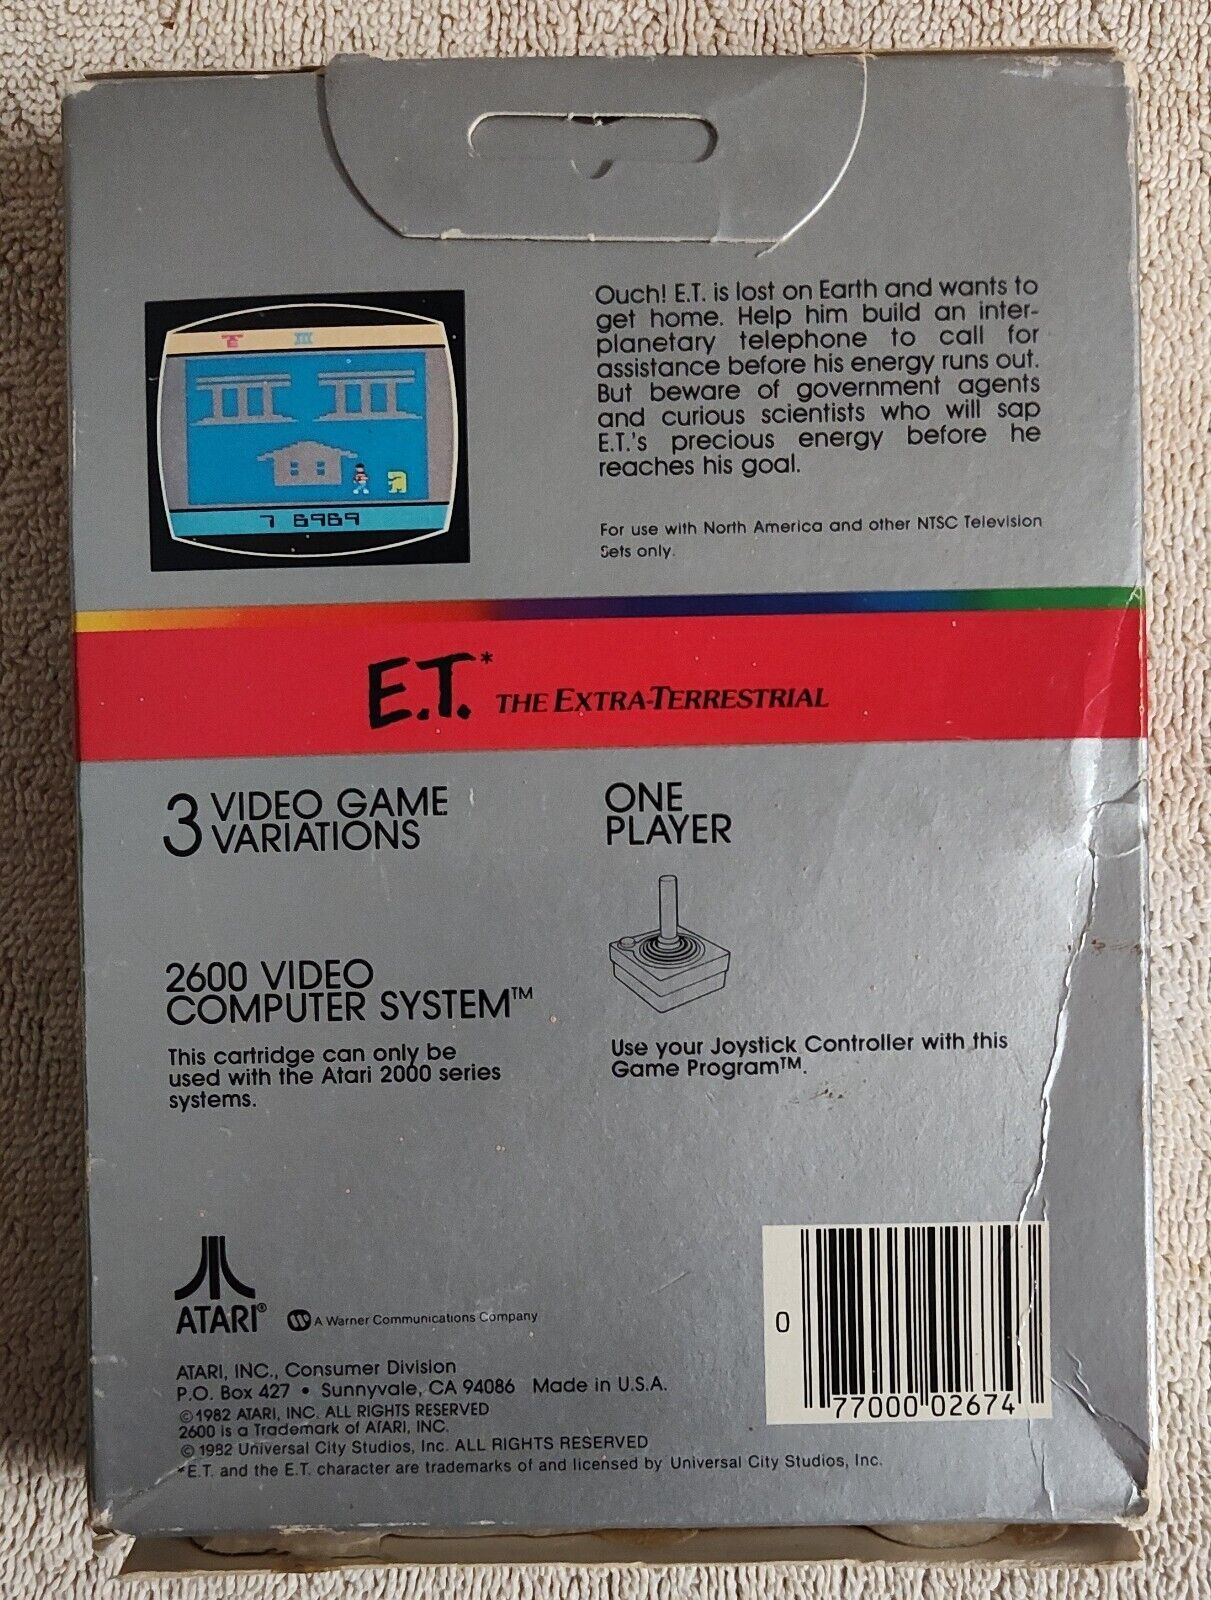 Ouch! E.T. is lost on Earth and wants to
get home. Help him build an inter-
planetary telephone to call for
assistance before his energy runs out.
But beware of government agents
and curious scientists who will sap
E.T.'s precious energy before he
reaches his goal.
For use with North America and other NTSC Television
Sets only.
7 6969
E.T.* THE EXTRA-TERRESTRIAL
3 VIDEO GAME
VARIATIONS
ONE
PLAYER
2600 VIDEO
COMPUTER SYSTEM™
This cartridge can only be
used with the Atari 2000 series
systems.
Use your Joystick Controller with this
Game Program™.
ATARI® W A Warner Communications Company
ATARI, INC., Consumer Division
P.O. Box 427 • Sunnyvale, CA 94086 Made in U.S.A.
© 1982 ATARI, INC. ALL RIGHTS RESERVED
2600 is a Trademark of ATARI, INC.
© 1982 Universal City Studios, Inc. ALL RIGHTS RESERVED
*E.T. and the E.T. character are trademarks of and licensed by Universal City Studios, Inc.
0 77000 02674